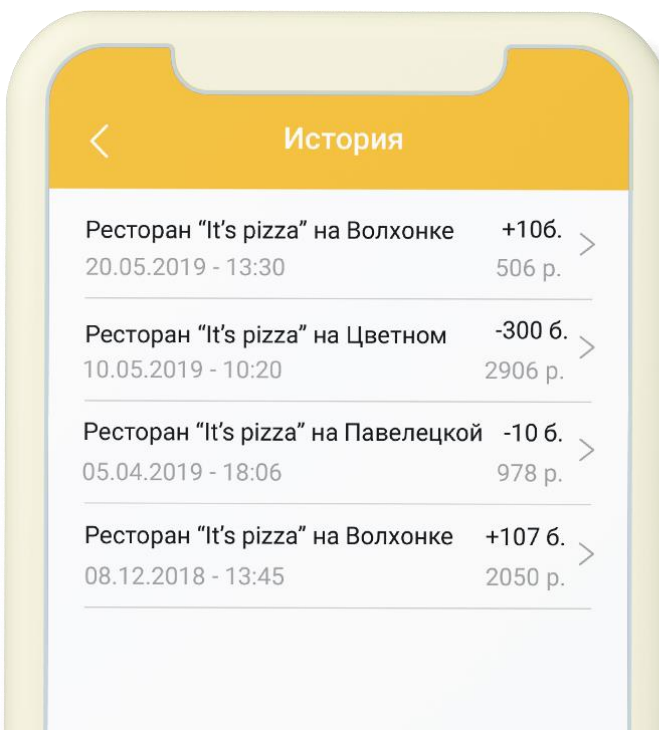 История
Ресторан “It’s pizza” на Волхонке +10б.
20.05.2019 - 13:30 506 р.
Ресторан “It’s pizza” на Цветном -300 б.
10.05.2019 - 10:20 2906 р.
Ресторан “It’s pizza” на Павелецкой -10 б.
05.04.2019 - 18:06 978 р.
Ресторан “It’s pizza” на Волхонке +107 б.
08.12.2018 - 13:45 2050 р.